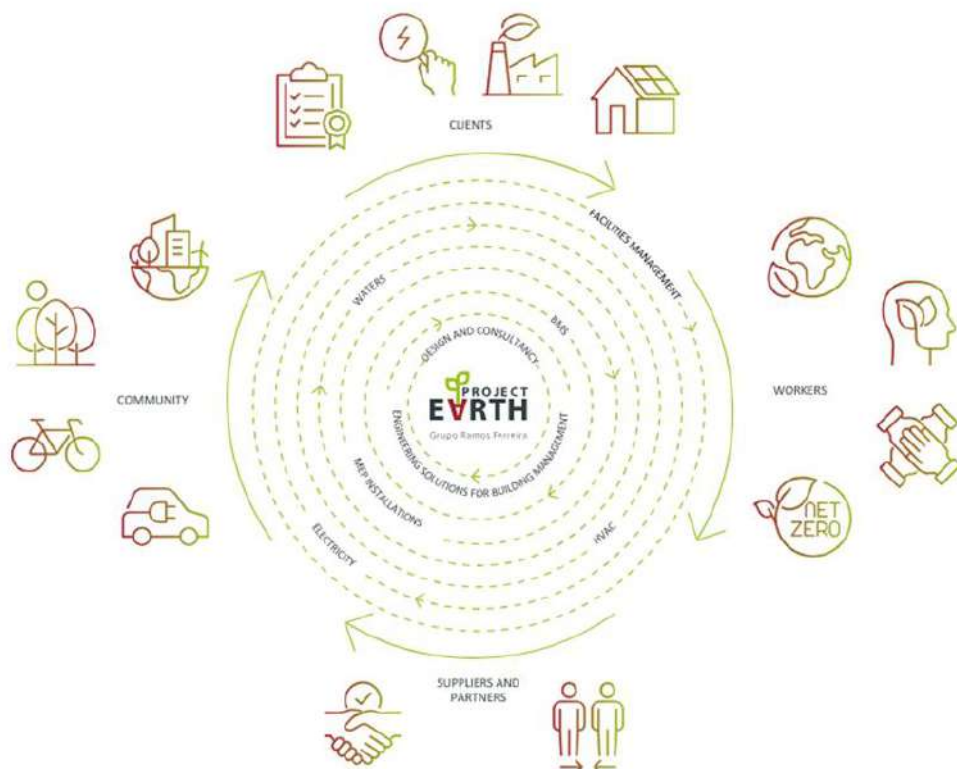 CLIENTS
FACILITIES MANAGEMENT
WATERS
BMS
DESIGN AND CONSULTANCY
PROJECT
EARTH
Grupo Ramos Ferreira
ENGINEERING SOLUTIONS FOR BUILDING MANAGEMENT
COMMUNITY
WORKERS
MEP INSTALLATIONS
ELECTRICITY
HVAC
NET
ZERO
SUPPLIERS AND
PARTNERS